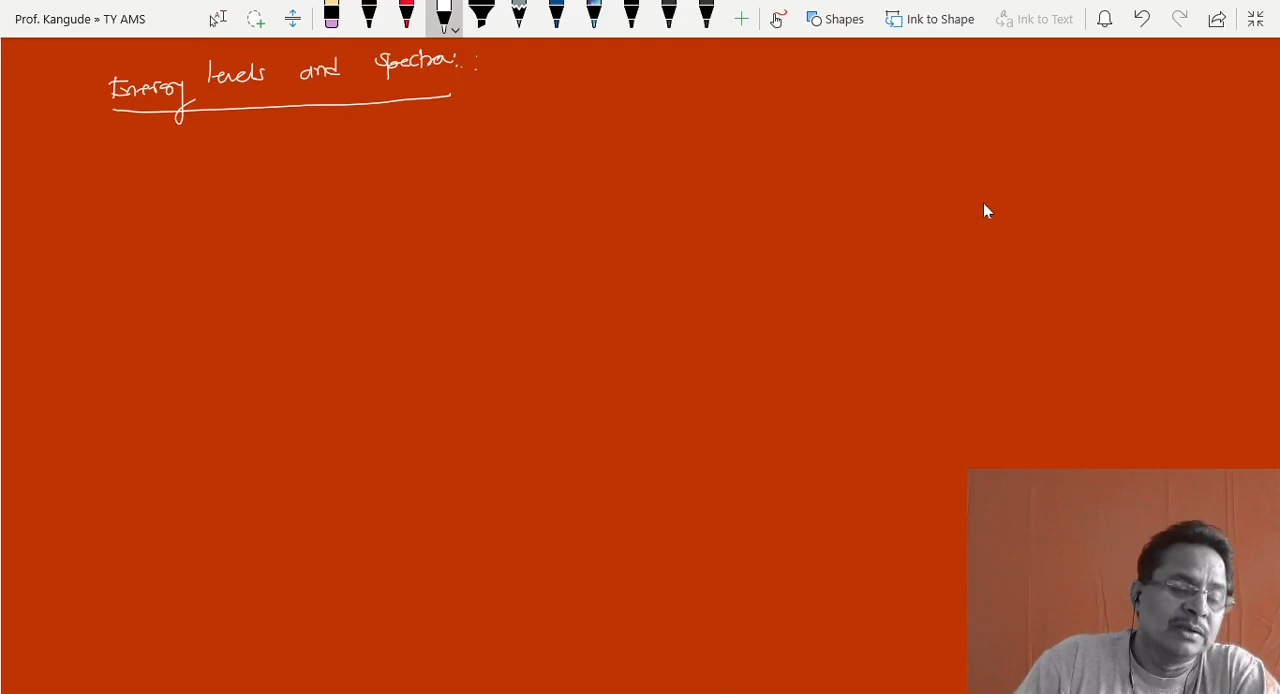 Prof. Kangude » TY AMS
Shapes
Ink to Shape
Ink to Text
Energy levels and spectra :